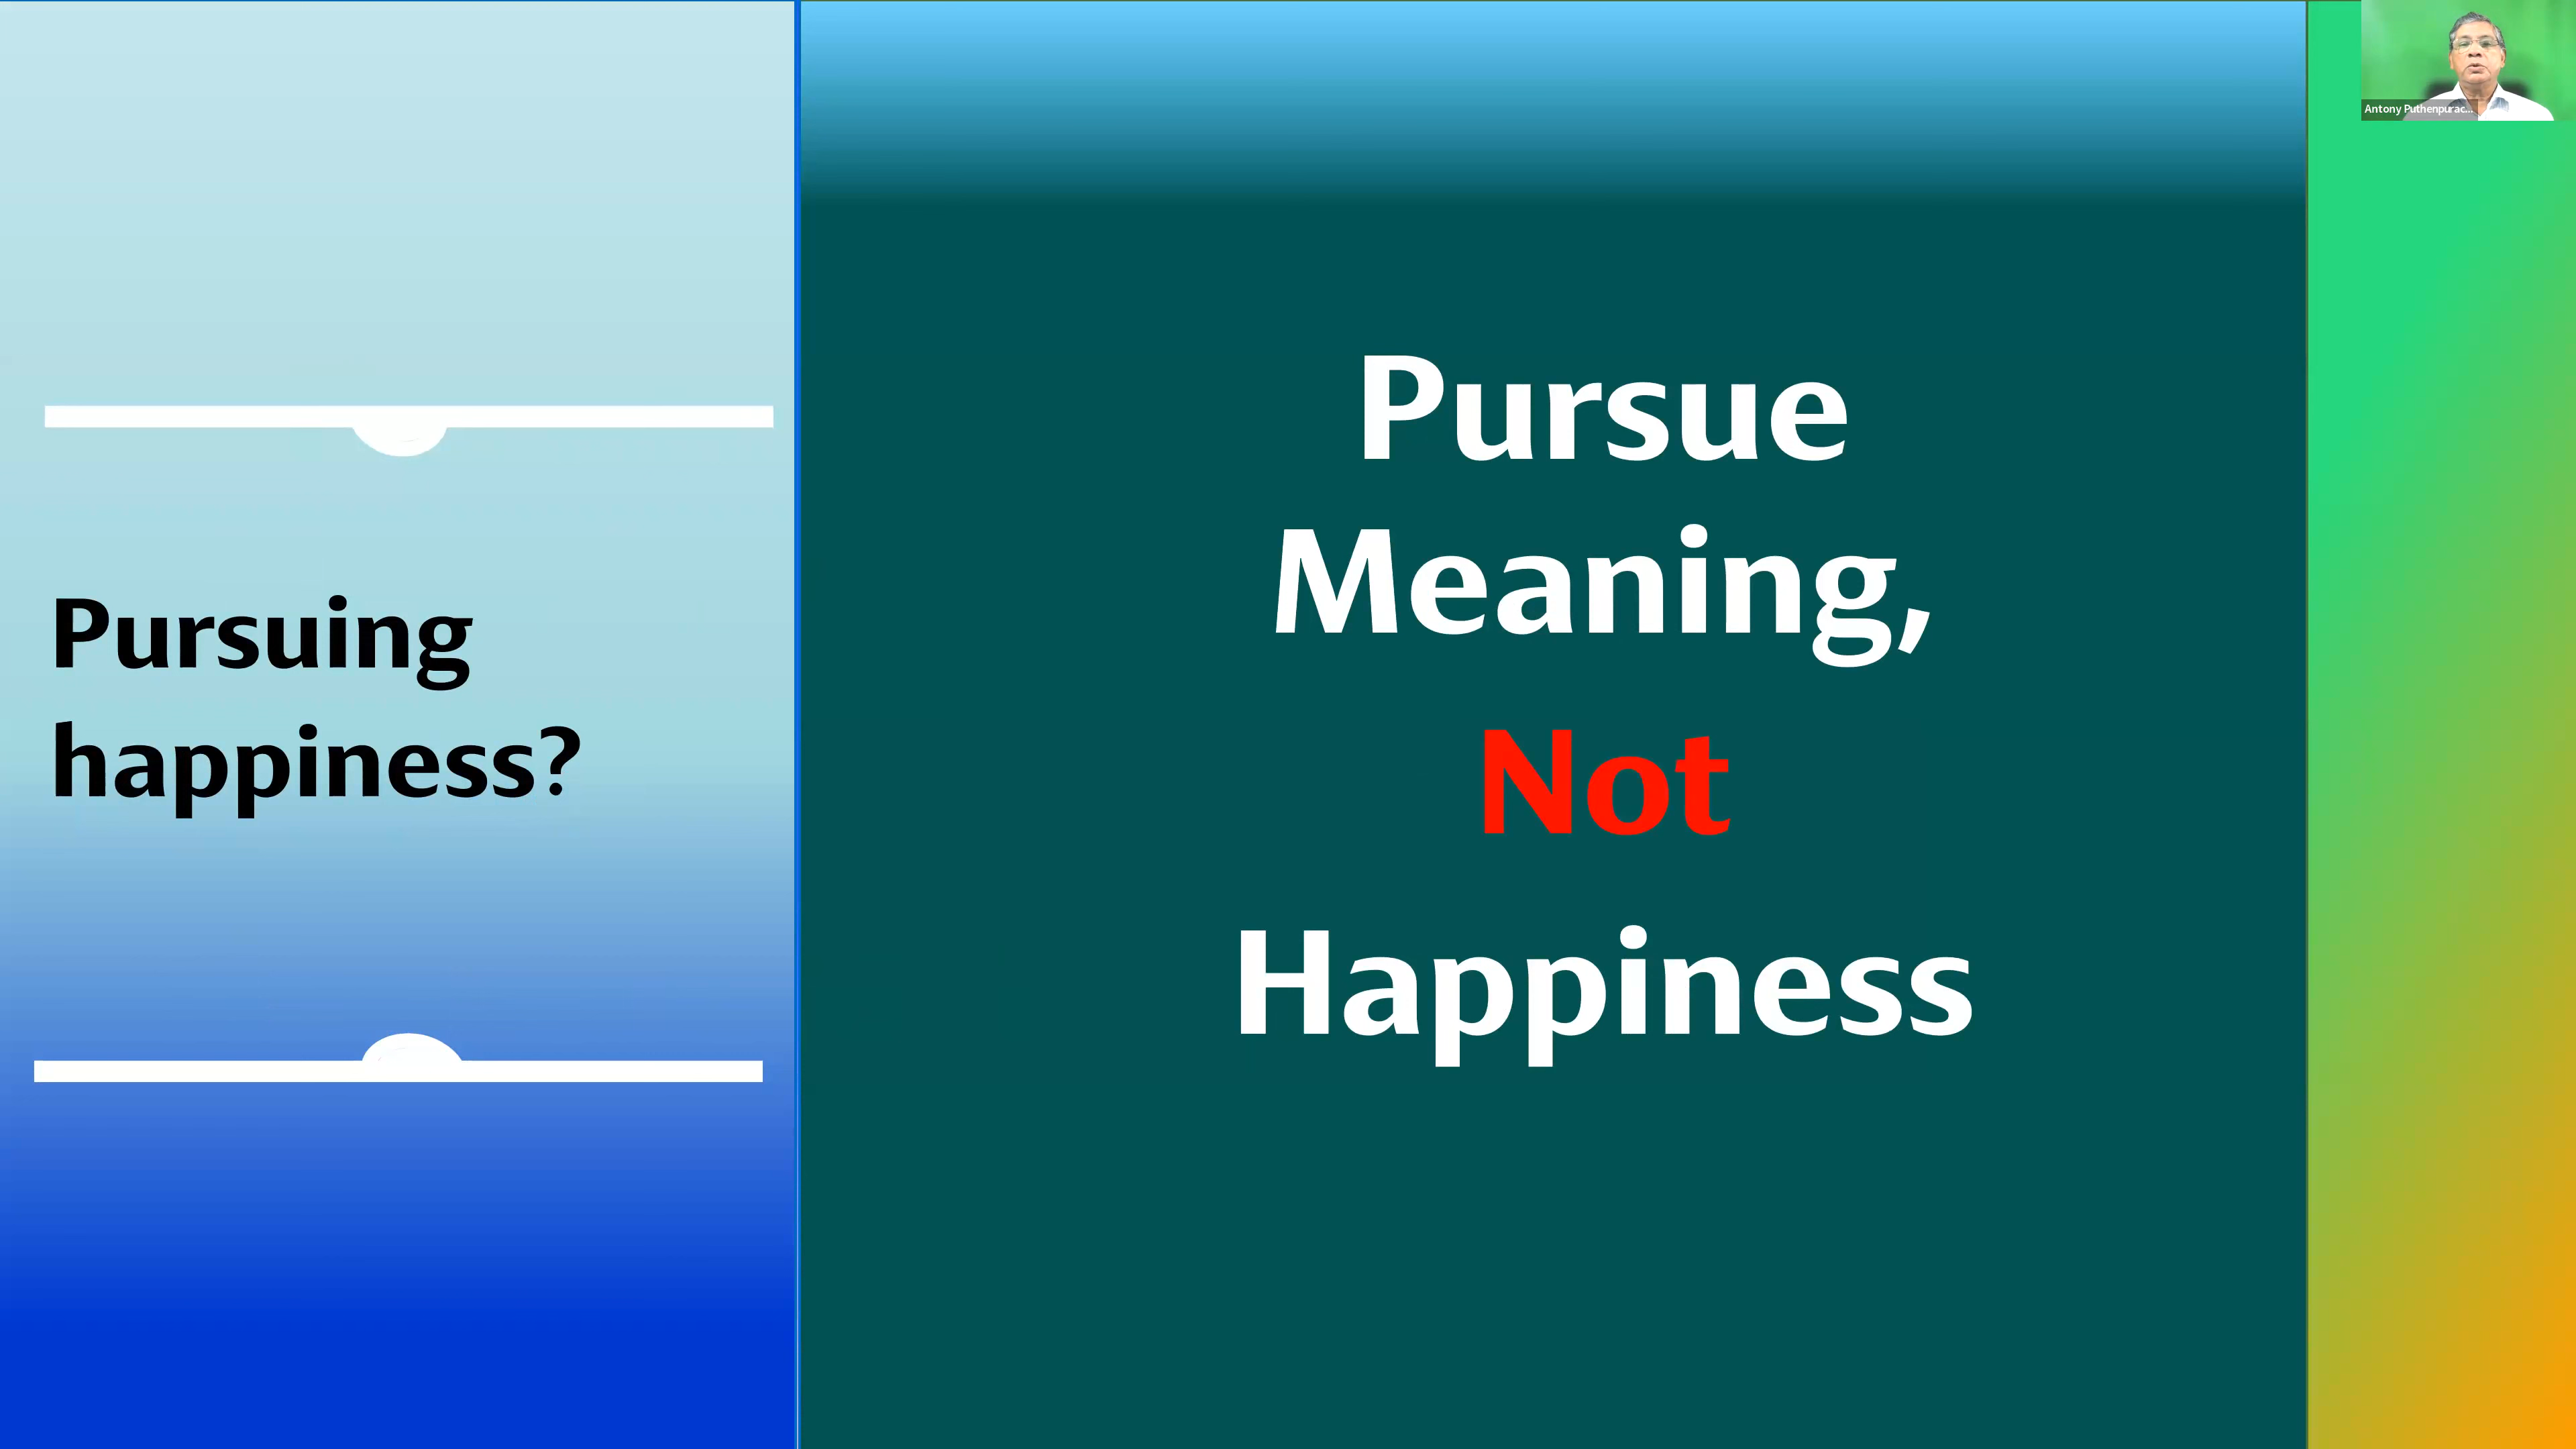 Pursuing
happiness?
Pursue
Meaning,
Not
Happiness
Antony Puthenpurac...